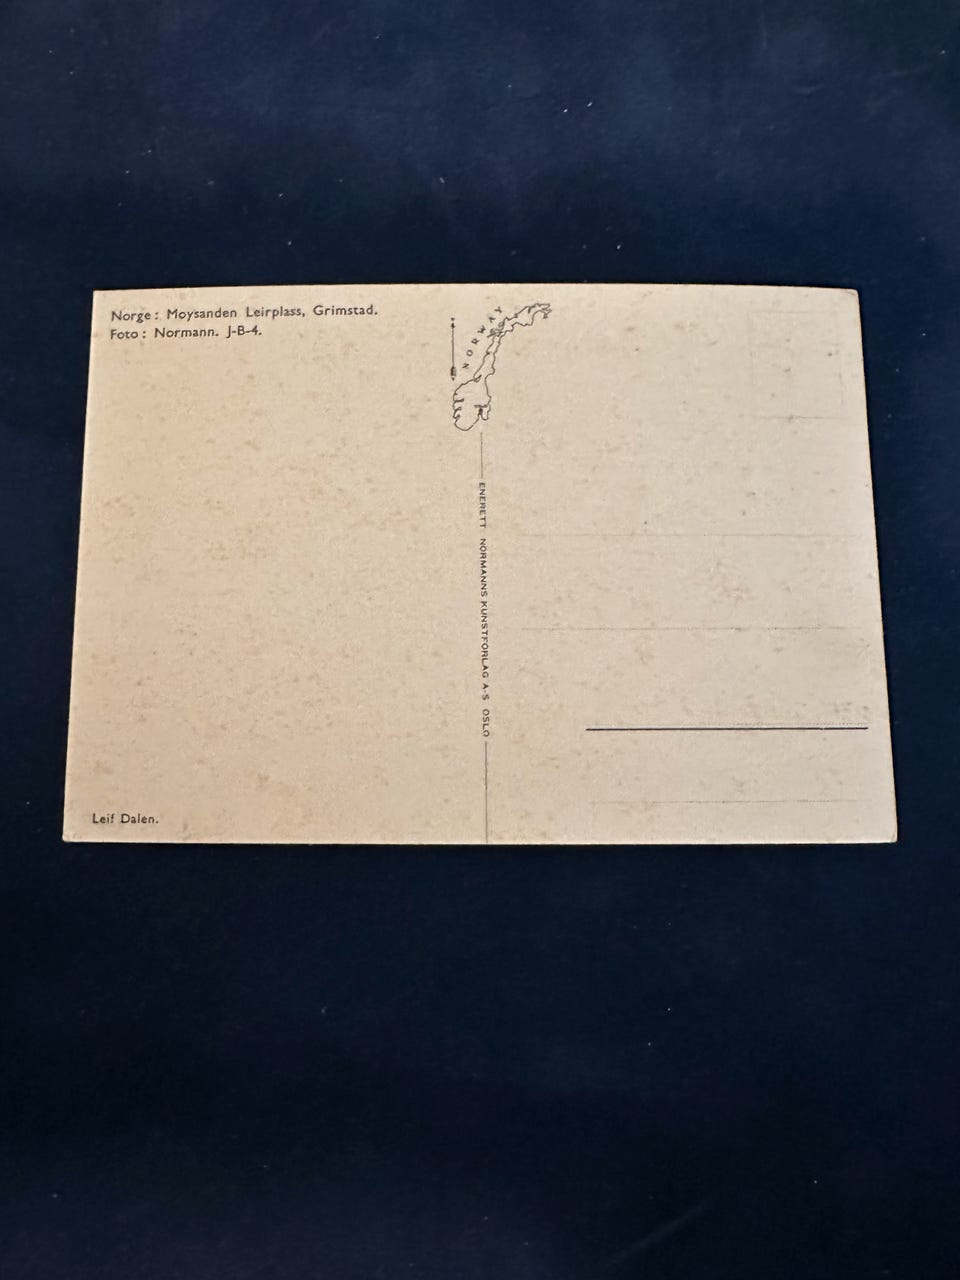 Norge: Moysanden Leirplass, Grimstad.
Foto: Normann. J-B-4.
NORWAY
ENERETT NORMANNS KUNSTFORLAG A-S OSLO
Leif Dalen.